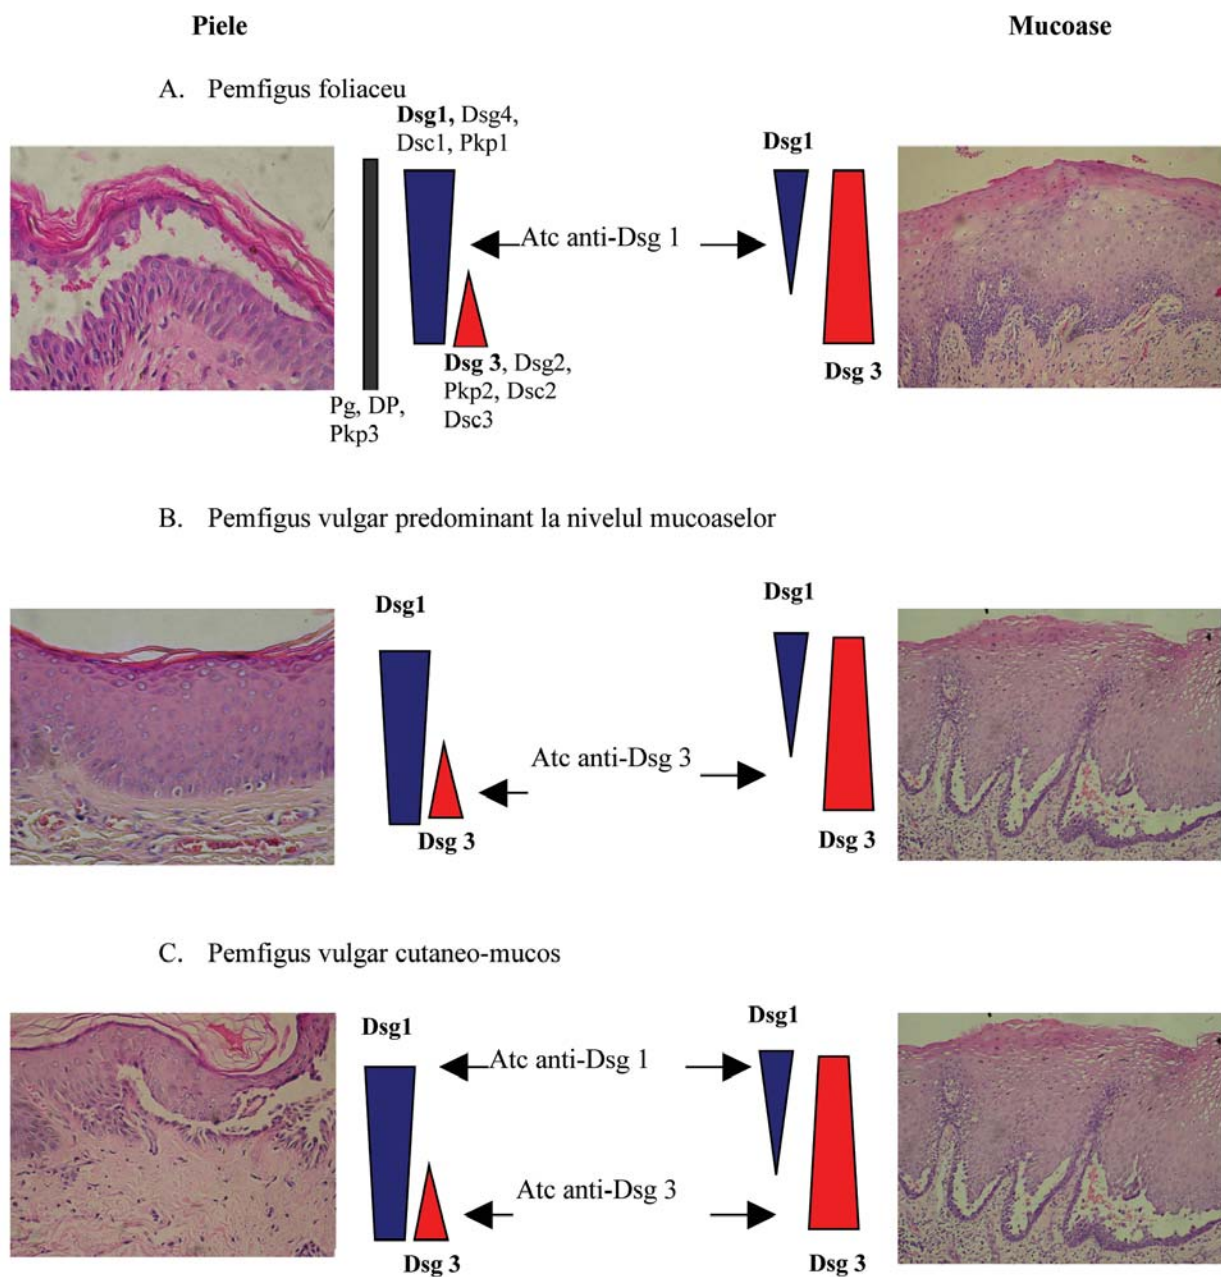 Piele
Mucoase
A. Pemfigus foliaceu
Dsg1, Dsg4,
Dsc1, Pkp1
Dsg1
Atc anti-Dsg 1
Dsg 3, Dsg2,
Pkp2, Dsc2
Dsc3
Pg, DP,
Pkp3
Dsg 3
B. Pemfigus vulgar predominant la nivelul mucoaselor
Dsg1
Dsg1
Atc anti-Dsg 3
Dsg 3
Dsg 3
C. Pemfigus vulgar cutaneo-mucos
Dsg1
Dsg1
Atc anti-Dsg 1
Atc anti-Dsg 3
Dsg 3
Dsg 3